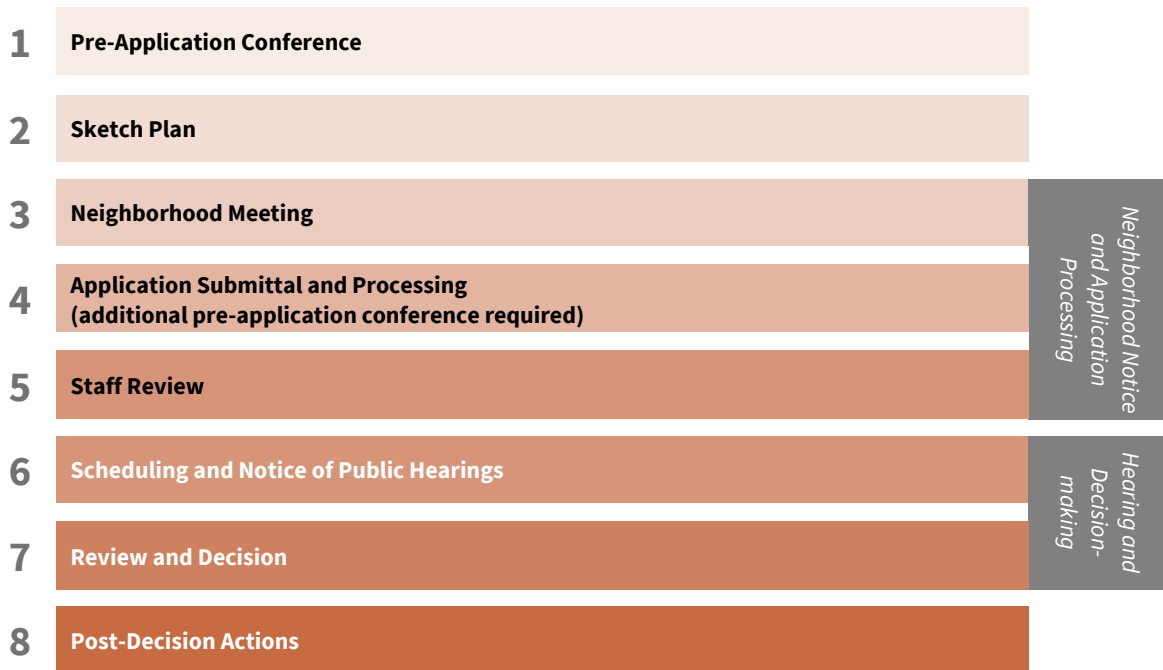 1 Pre-Application Conference
2 Sketch Plan
3 Neighborhood Meeting
4 Application Submittal and Processing
(additional pre-application conference required)
5 Staff Review
Neighborhood Notice
and Application
Processing
6 Scheduling and Notice of Public Hearings
7 Review and Decision
Hearing and
Decision-
making
8 Post-Decision Actions